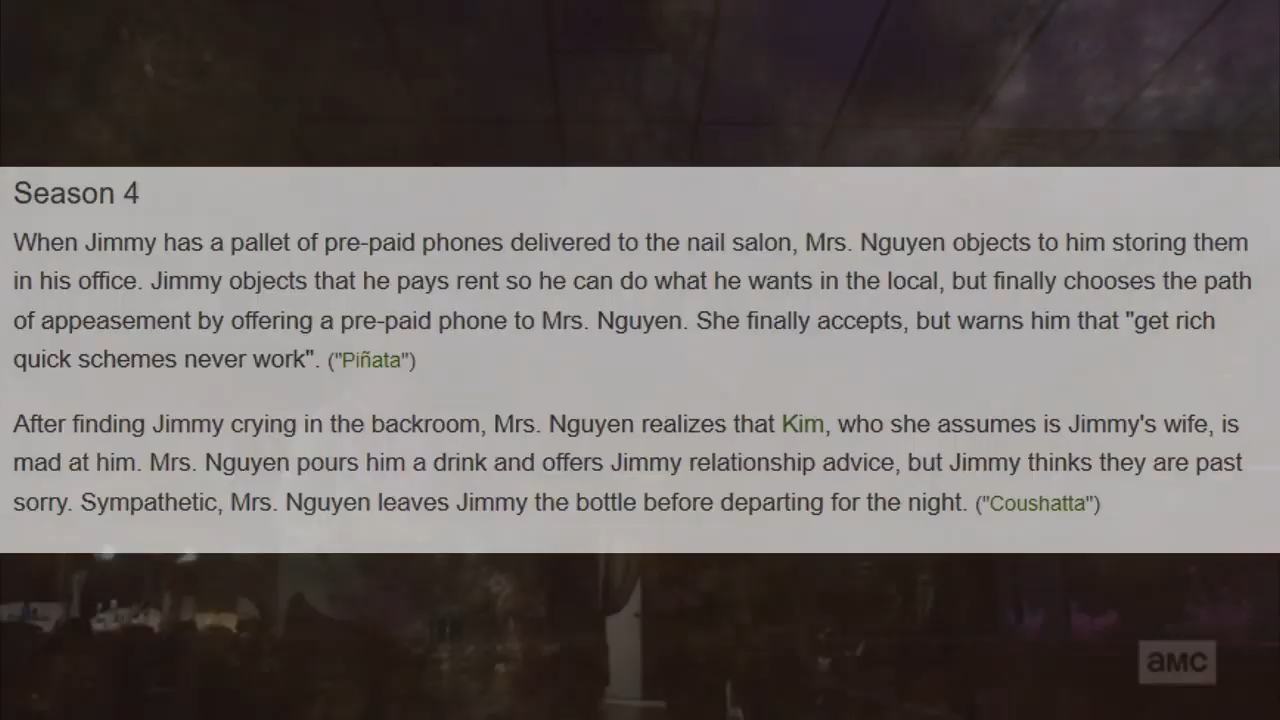 Season 4
When Jimmy has a pallet of pre-paid phones delivered to the nail salon, Mrs. Nguyen objects to him storing them
in his office. Jimmy objects that he pays rent so he can do what he wants in the local, but finally chooses the path
of appeasement by offering a pre-paid phone to Mrs. Nguyen. She finally accepts, but warns him that "get rich
quick schemes never work". ("Piñata")
After finding Jimmy crying in the backroom, Mrs. Nguyen realizes that Kim, who she assumes is Jimmy's wife, is
mad at him. Mrs. Nguyen pours him a drink and offers Jimmy relationship advice, but Jimmy thinks they are past
sorry. Sympathetic, Mrs. Nguyen leaves Jimmy the bottle before departing for the night. ("Coushatta")
aMC